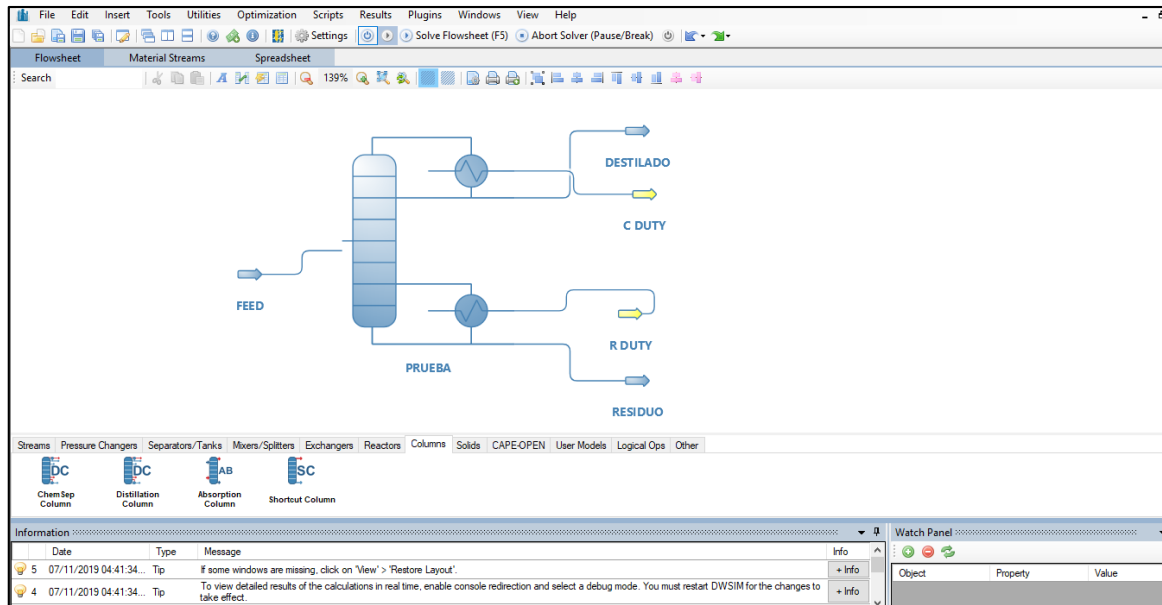 File Edit Insert Tools Utilities Optimization Scripts Results Plugins Windows View Help
Settings Solve Flowsheet (F5) Abort Solver (Pause/Break)
Flowsheet Material Streams Spreadsheet
Search 139%
DESTILADO
C DUTY
FEED
R DUTY
PRUEBA
RESIDUO
Streams Pressure Changers Separators/Tanks Mixers/Splitters Exchangers Reactors Columns Solids CAPE-OPEN User Models Logical Ops Other
DC DC AB SC
ChemSep Column
Distillation Column
Absorption Column
Shortcut Column
Information Watch Panel
Date Type Message Info
Object Property Value
5 07/11/2019 04:41:34... Tip If some windows are missing, click on 'View' > 'Restore Layout'. + Info
4 07/11/2019 04:41:34... Tip To view detailed results of the calculations in real time, enable console redirection and select a debug mode. You must restart DWSIM for the changes to take effect. + Info